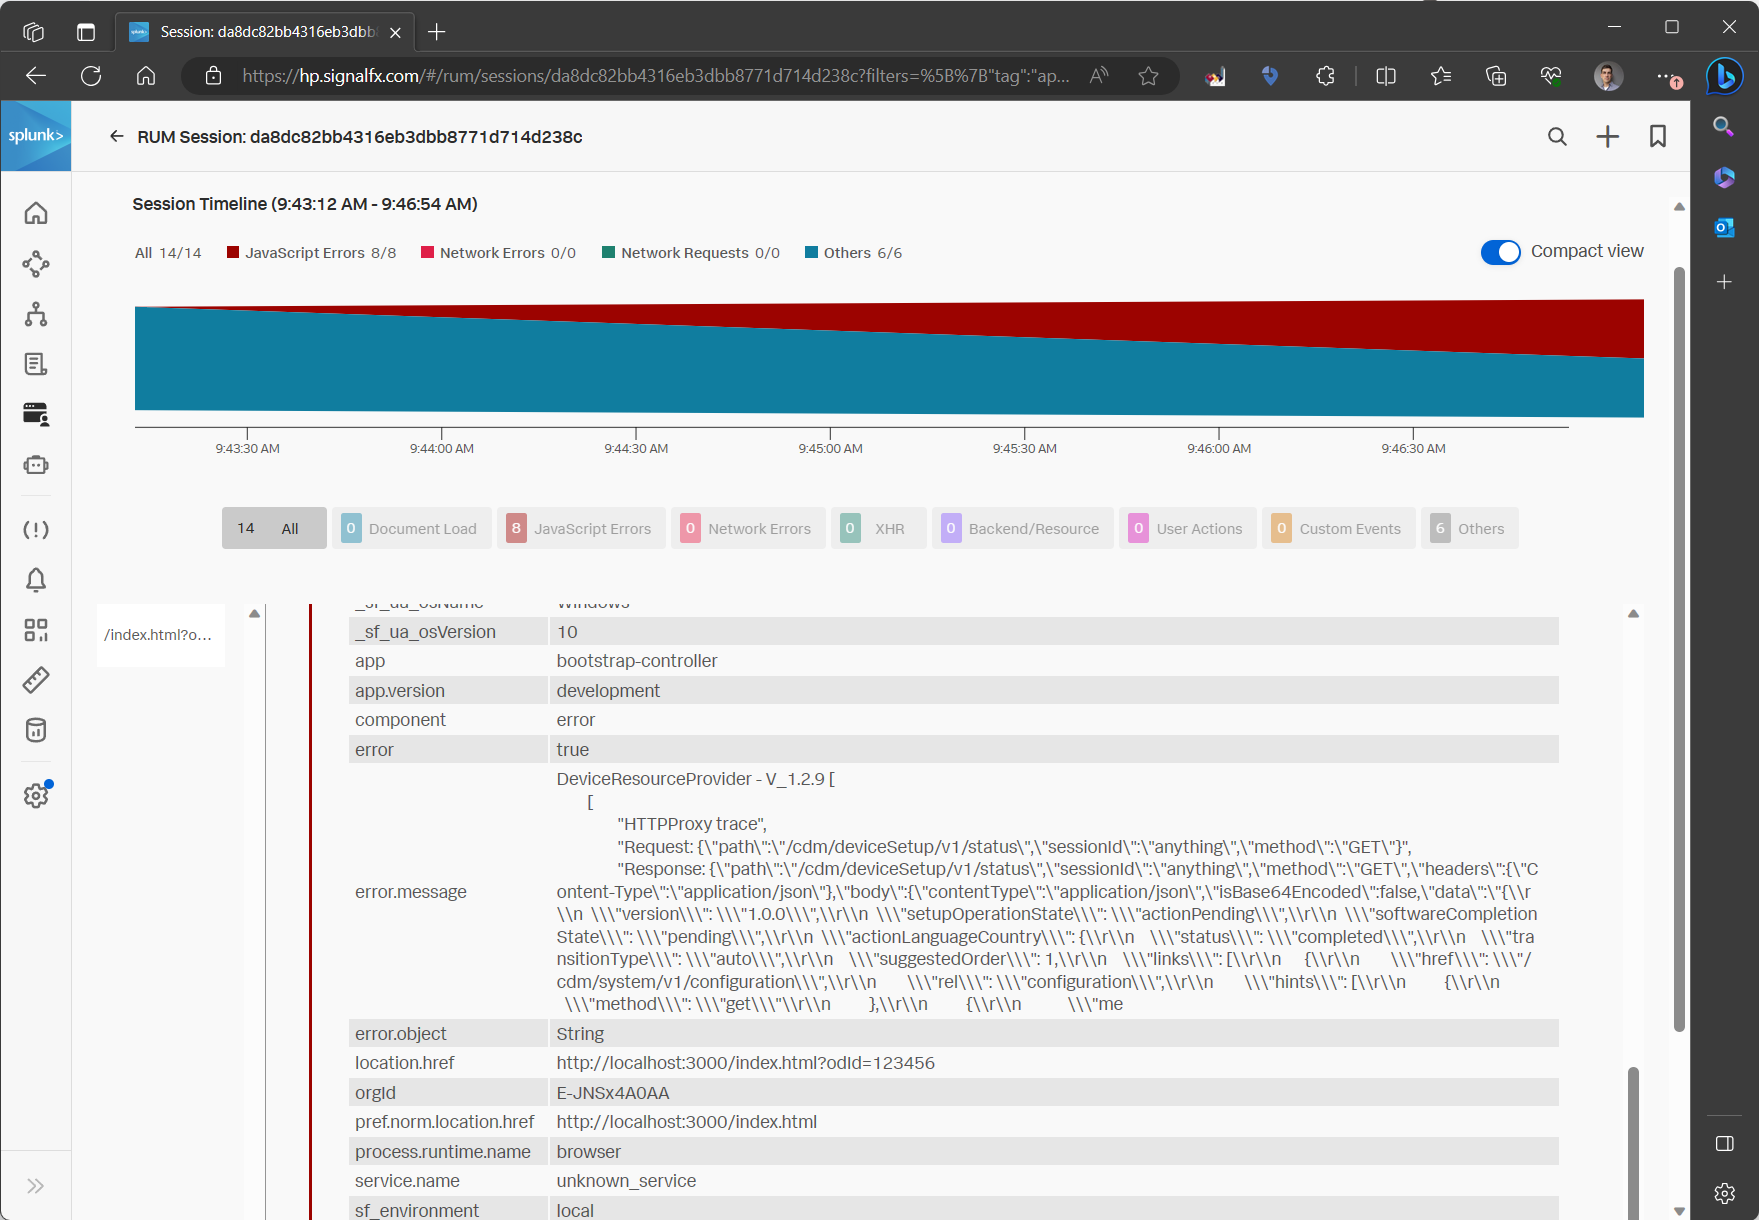 Session: da8dc82bb4316eb3dbb
https://hp.signalfx.com/#/rum/sessions/da8dc82bb4316eb3dbb8771d714d238c?filters=%5B%7B"tag":"ap...
splunk>
RUM Session: da8dc82bb4316eb3dbb8771d714d238c
Session Timeline (9:43:12 AM - 9:46:54 AM)
All 14/14 JavaScript Errors 8/8 Network Errors 0/0 Network Requests 0/0 Others 6/6
Compact view
9:43:30 AM 9:44:00 AM 9:44:30 AM 9:45:00 AM 9:45:30 AM 9:46:00 AM 9:46:30 AM
14 All 0 Document Load 8 JavaScript Errors 0 Network Errors 0 XHR 0 Backend/Resource 0 User Actions 0 Custom Events 6 Others
/index.html?o...
_sf_ua_osName Windows
_sf_ua_osVersion 10
app bootstrap-controller
app.version development
component error
error true
error.message
DeviceResourceProvider - V_1.2.9 [
[
"HTTPProxy trace",
"Request: {\"path\":\"/cdm/deviceSetup/v1/status\",\"sessionId\":\"anything\",\"method\":\"GET\"}",
"Response: {\"path\":\"/cdm/deviceSetup/v1/status\",\"sessionId\":\"anything\",\"method\":\"GET\",\"headers\":{\"C
ontent-Type\":\"application/json\"},\"body\":{\"contentType\":\"application/json\",\"isBase64Encoded\":false,\"data\":\"{\\r
\\n \\\"version\\\": \\\"1.0.0\\\",\\r\\n \\\"setupOperationState\\\": \\\"actionPending\\\",\\r\\n \\\"softwareCompletion
State\\\": \\\"pending\\\",\\r\\n \\\"actionLanguageCountry\\\": {\\r\\n \\\"status\\\": \\\"completed\\\",\\r\\n \\\"tra
nsitionType\\\": \\\"auto\\\",\\r\\n \\\"suggestedOrder\\\": 1,\\r\\n \\\"links\\\": [\\r\\n {\\r\\n \\\"href\\\": \\\"/
cdm/system/v1/configuration\\\",\\r\\n \\\"rel\\\": \\\"configuration\\\",\\r\\n \\\"hints\\\": [\\r\\n {\\r\\n
\\\"method\\\": \\\"get\\\"\\r\\n },\\r\\n {\\r\\n \\\"me
error.object String
location.href http://localhost:3000/index.html?odId=123456
orgId E-JNSx4A0AA
pref.norm.location.href http://localhost:3000/index.html
process.runtime.name browser
service.name unknown_service
sf_environment local